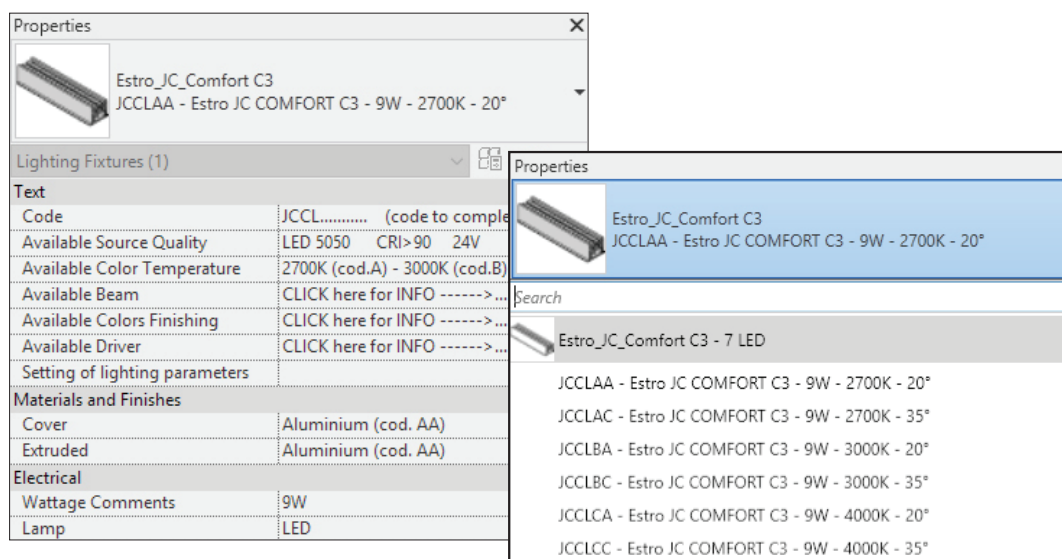 Properties
Estro_JC_Comfort C3
JCCLAA - Estro JC COMFORT C3 - 9W - 2700K - 20°
Lighting Fixtures (1)
Text
Code JCCL........... (code to comple
Available Source Quality LED 5050 CRI>90 24V
Available Color Temperature 2700K (cod.A) - 3000K (cod.B)
Available Beam CLICK here for INFO ------>...
Available Colors Finishing CLICK here for INFO ------>...
Available Driver CLICK here for INFO ------>...
Setting of lighting parameters
Materials and Finishes
Cover Aluminium (cod. AA)
Extruded Aluminium (cod. AA)
Electrical
Wattage Comments 9W
Lamp LED
Properties
Estro_JC_Comfort C3
JCCLAA - Estro JC COMFORT C3 - 9W - 2700K - 20°
Search
Estro_JC_Comfort C3 - 7 LED
JCCLAA - Estro JC COMFORT C3 - 9W - 2700K - 20°
JCCLAC - Estro JC COMFORT C3 - 9W - 2700K - 35°
JCCLBA - Estro JC COMFORT C3 - 9W - 3000K - 20°
JCCLBC - Estro JC COMFORT C3 - 9W - 3000K - 35°
JCCLCA - Estro JC COMFORT C3 - 9W - 4000K - 20°
JCCLCC - Estro JC COMFORT C3 - 9W - 4000K - 35°